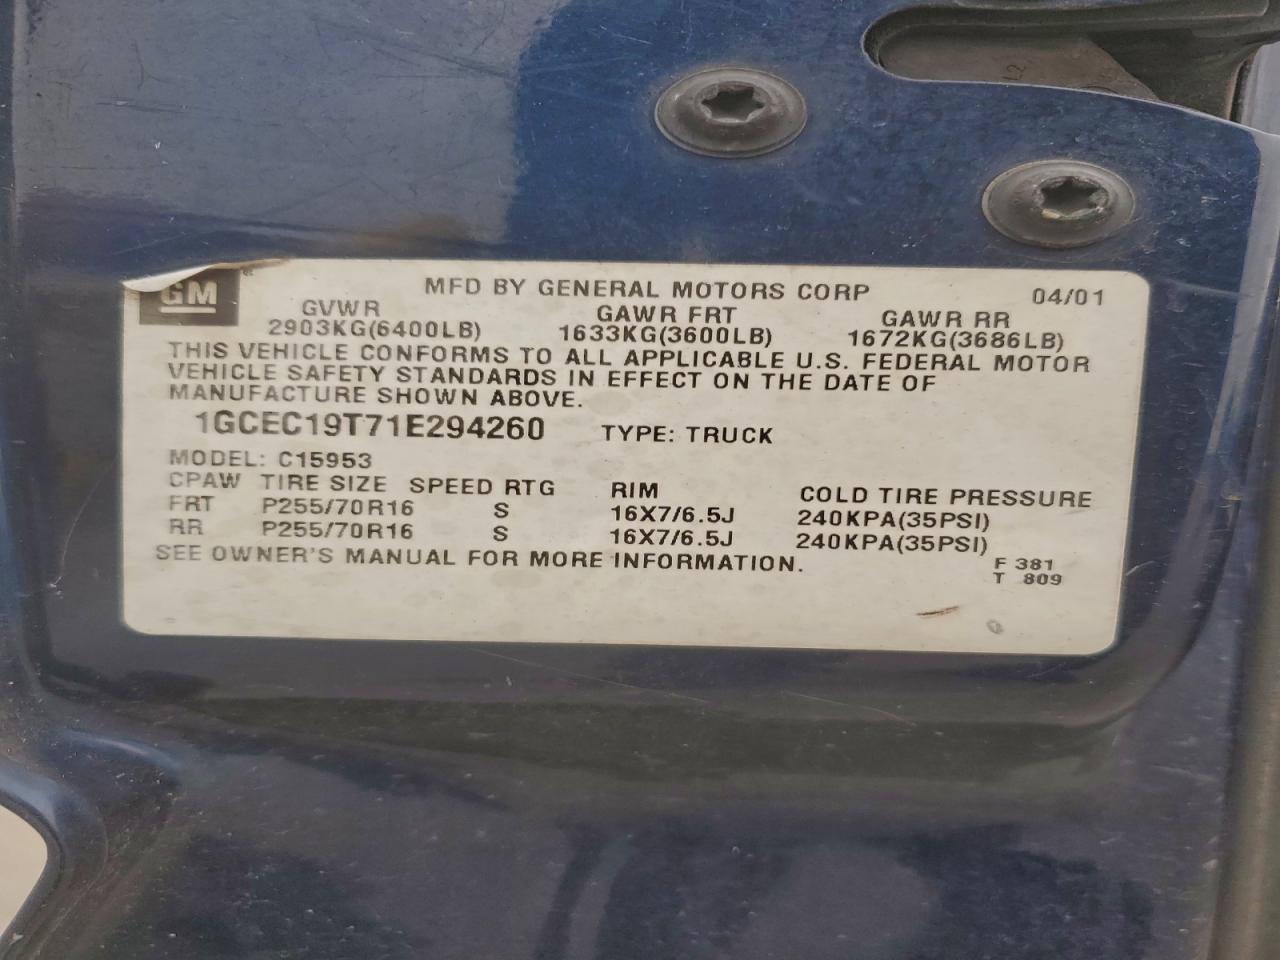 GM MFD BY GENERAL MOTORS CORP 04/01
GVWR GAWR FRT GAWR RR
2903KG(6400LB) 1633KG(3600LB) 1672KG(3686LB)
THIS VEHICLE CONFORMS TO ALL APPLICABLE U.S. FEDERAL MOTOR
VEHICLE SAFETY STANDARDS IN EFFECT ON THE DATE OF
MANUFACTURE SHOWN ABOVE.
1GCEC19T71E294260 TYPE: TRUCK
MODEL: C15953
CPAW TIRE SIZE SPEED RTG RIM COLD TIRE PRESSURE
FRT P255/70R16 S 16X7/6.5J 240KPA(35PSI)
RR P255/70R16 S 16X7/6.5J 240KPA(35PSI)
SEE OWNER'S MANUAL FOR MORE INFORMATION.
F 381
T 809